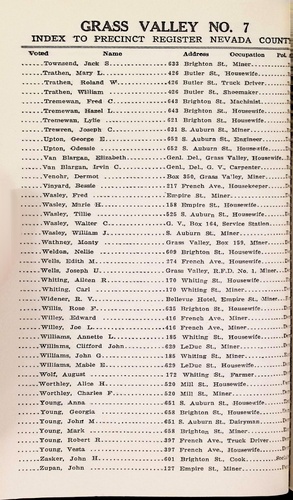 GRASS VALLEY NO. 7
INDEX TO PRECINCT REGISTER NEVADA COUNT
Voted Name Address Occupation Pol.
Townsend, Jack S. 633 Brighton St., Miner
Trathen, Mary L. 426 Butler St., Housewife
Trathen, Roland W. 426 Butler St., Truck Driver
Trathen, William 426 Butler St., Shoemaker
Tremewan, Fred C. 643 Brighton St., Machinist
Tremewan, Hazel L. 643 Brighton St., Housewife
Tremewan, Lylie 621 Brighton St., Housewife
Trewren, Joseph 635 S. Auburn St., Miner
Upton, George E. 652 S. Auburn St., Engineer
Upton, Odessie 652 S. Auburn St., Housewife
Van Blargan, Elizabeth Genl. Del., Grass Valley, Housewife
Van Blargan, Irvin C. Genl. Del., G. V., Carpenter
Venohr, Dermot Box 350, Grass Valley, Miner
Vinyard, Bessie 217 French Ave., Housekeeper
Wasley, Fred Empire St., Miner
Wasley, Marie H. 158 Empire St., Housewife
Wasley, Tillie 525 S. Auburn St., Housewife
Wasley, Walter C. G. V., Box 164, Service Station
Wasley, William J. S. Auburn St., Miner
Wathney, Monty Grass Valley, Box 159, Miner
Weldon, Nellie 609 Brighton St., Housewife
Wells, Edith M. 274 French Ave., Housewife
Wells, Joseph U. Grass Valley, R.F.D. No. 1, Miner
Whiting, Aileen R. 170 Whiting St., Housewife
Whiting, Carl 170 Whiting St., Miner
Widener, R. V. Bellevue Hotel, Empire St., Miner
Willis, Rose F. 635 Brighton St., Housewife
Willey, Edward 416 French Ave., Miner
Willey, Joe L. 416 French Ave., Miner
Williams, Annette L. 185 Whiting St., Housewife
Williams, Clifford John 629 LeDuc St., Miner
Williams, John G. 185 Whiting St., Miner
Williams, Mable E. 629 LeDuc St., Housewife
Wolf, August 172 Whiting St., Farmer
Worthley, Alice H. 520 Mill St., Housewife
Worthley, Charles F. 520 Mill St., Miner
Young, Anna 651 S. Auburn St., Housewife
Young, Georgia 658 Brighton St., Housewife
Young, John M. 651 S. Auburn St., Dairyman
Young, Mark 658 Brighton St., Miner
Young, Robert R. 397 French Ave., Truck Driver
Young, Vesta 397 French Ave., Housewife
Zasker, John H. 601 Brighton St., Cook
Zupan, John 127 Empire St., Miner